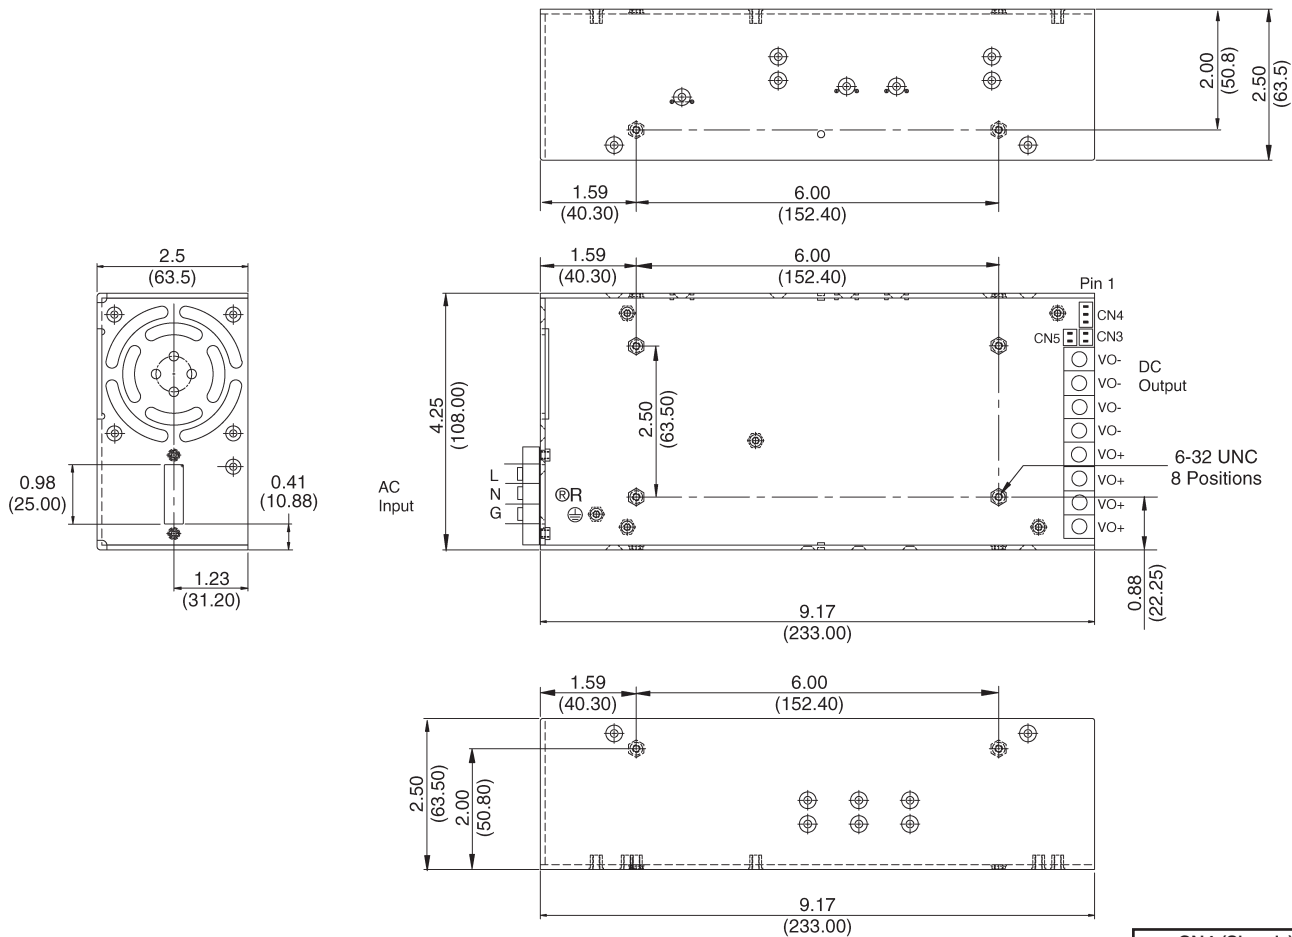 2.00
(50.8)
2.50
(63.5)
1.59
(40.30)
6.00
(152.40)
2.5
(63.5)
0.98
(25.00)
0.41
(10.88)
1.23
(31.20)
1.59
(40.30)
6.00
(152.40)
Pin 1
CN4
CN5
CN3
VO-
VO-
VO-
VO-
VO+
VO+
VO+
VO+
DC
Output
4.25
(108.00)
2.50
(63.50)
6-32 UNC
8 Positions
AC
Input
L
N
G
®R
0.88
(22.25)
9.17
(233.00)
1.59
(40.30)
6.00
(152.40)
2.50
(63.50)
2.00
(50.80)
9.17
(233.00)